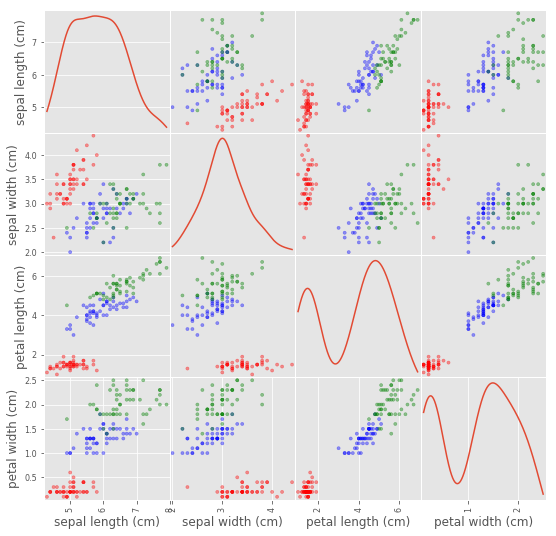 sepal length (cm)
7
6
5
sepal width (cm)
4.0
3.5
3.0
2.5
2.0
petal length (cm)
6
4
2
petal width (cm)
2.5
2.0
1.5
1.0
0.5
5 6 7 8 2 3 4 2 4 6 1 2
sepal length (cm) sepal width (cm) petal length (cm) petal width (cm)